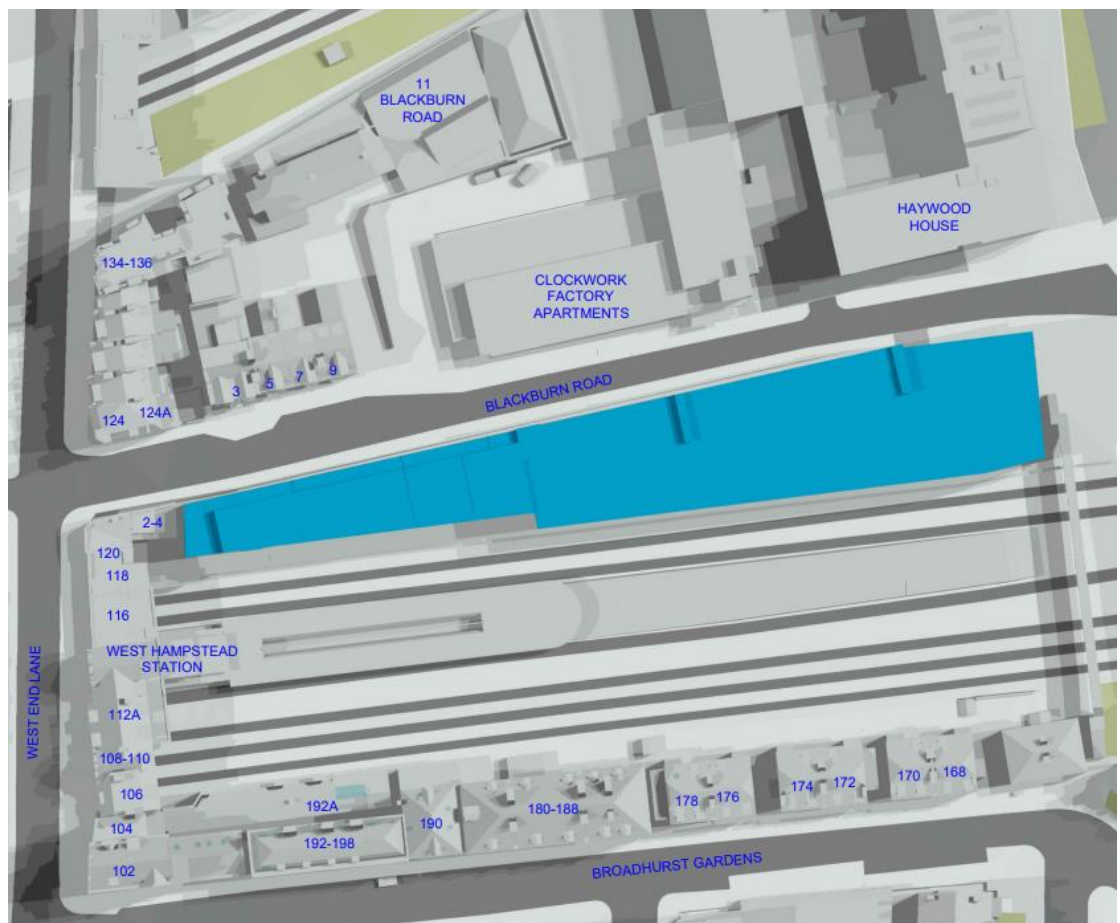 11
BLACKBURN
ROAD
HAYWOOD
HOUSE
134-136
CLOCKWORK
FACTORY
APARTMENTS
3
5
7
9
124
124A
BLACKBURN ROAD
2-4
120
118
116
WEST HAMPSTEAD
STATION
WEST END LANE
112A
108-110
106
104
102
192A
192-198
190
180-188
178
176
174
172
170
168
BROADHURST GARDENS